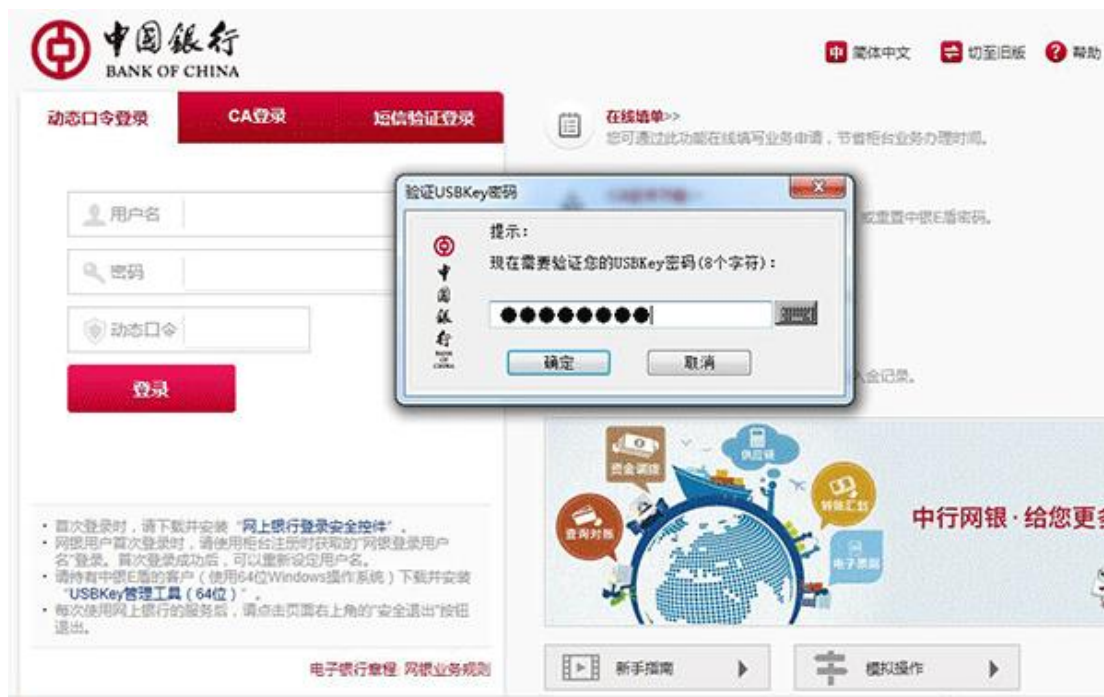 中国銀行
BANK OF CHINA
简体中文
切至旧版
帮助
动态口令登录
CA登录
短信验证登录
在线填单>>
您可通过此功能在线填写业务申请，节省柜台业务办理时间。
用户名
密码
动态口令
登录
验证USBKey密码
提示：
现在需要验证您的USBKey密码(8个字符)：
中国銀行
BANK OF CHINA
确定
取消
或重置中银E盾密码。
金记录。
资金调拨
供应链
转账汇划
查询对账
电子票据
中行网银·给您更多
• 首次登录时，请下载并安装“网上银行登录安全控件”。
• 网银用户首次登录时，请使用柜台注册时获取的“网银登录用户
名”登录。首次登录成功后，可以重新设定用户名。
• 请持有中银E盾的客户（使用64位Windows操作系统）下载并安装
“USBKey管理工具（64位）”。
• 每次使用网上银行的服务后，请点击页面右上角的“安全退出”按钮
退出。
电子银行章程 网银业务规则
新手指南
模拟操作